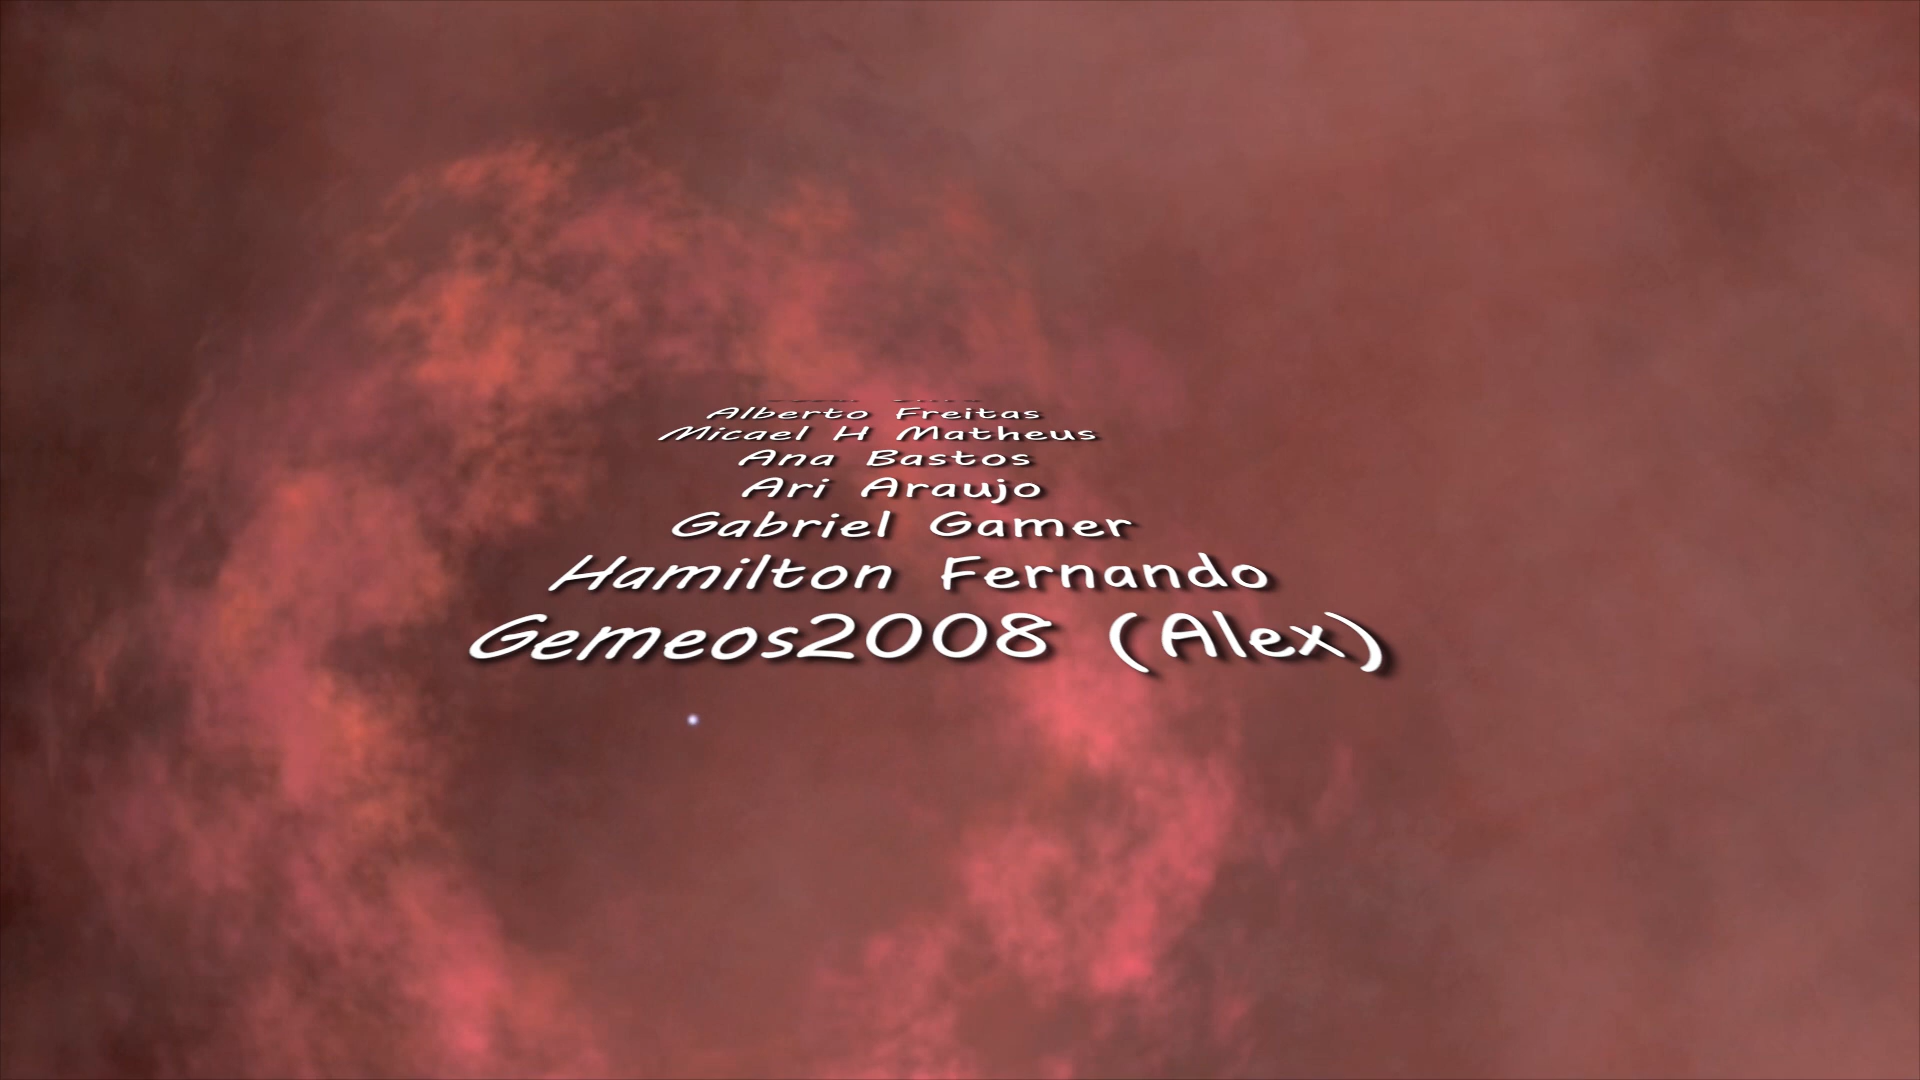 Alberto Freitas
Micael H Matheus
Ana Bastos
Ari Araujo
Gabriel Gamer
Hamilton Fernando
Gemeos2008 (Alex)